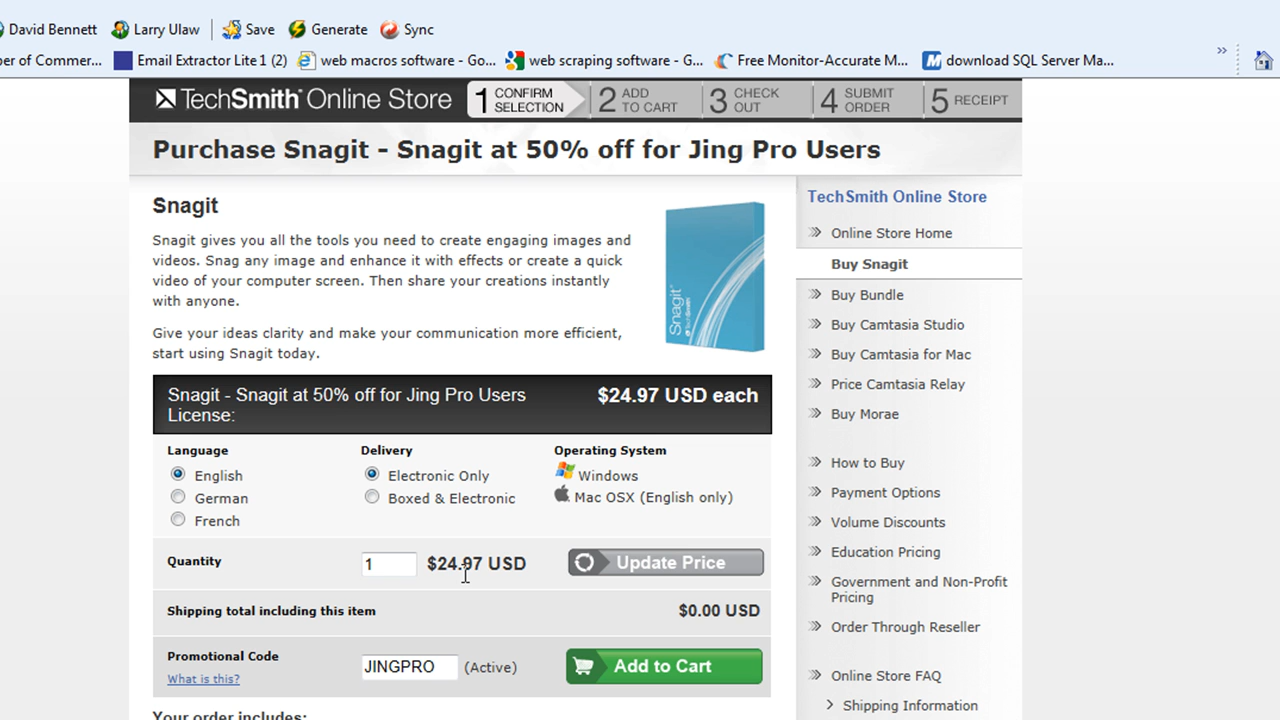 David Bennett Larry Ulaw Save Generate Sync
er of Commer... Email Extractor Lite 1 (2) web macros software - Go... web scraping software - G... Free Monitor-Accurate M... download SQL Server Ma... »
TechSmith Online Store 1 CONFIRM SELECTION 2 ADD TO CART 3 CHECK OUT 4 SUBMIT ORDER 5 RECEIPT
Purchase Snagit - Snagit at 50% off for Jing Pro Users
Snagit
Snagit gives you all the tools you need to create engaging images and
videos. Snag any image and enhance it with effects or create a quick
video of your computer screen. Then share your creations instantly
with anyone.
Give your ideas clarity and make your communication more efficient,
start using Snagit today.
Snagit
TechSmith
Snagit - Snagit at 50% off for Jing Pro Users $24.97 USD each
License:
Language Delivery Operating System
English Electronic Only Windows
German Boxed & Electronic Mac OSX (English only)
French
Quantity 1 $24.97 USD Update Price
Shipping total including this item $0.00 USD
Promotional Code JINGPRO (Active) Add to Cart
What is this?
Your order includes:
TechSmith Online Store
Online Store Home
Buy Snagit
Buy Bundle
Buy Camtasia Studio
Buy Camtasia for Mac
Price Camtasia Relay
Buy Morae
How to Buy
Payment Options
Volume Discounts
Education Pricing
Government and Non-Profit
Pricing
Order Through Reseller
Online Store FAQ
Shipping Information